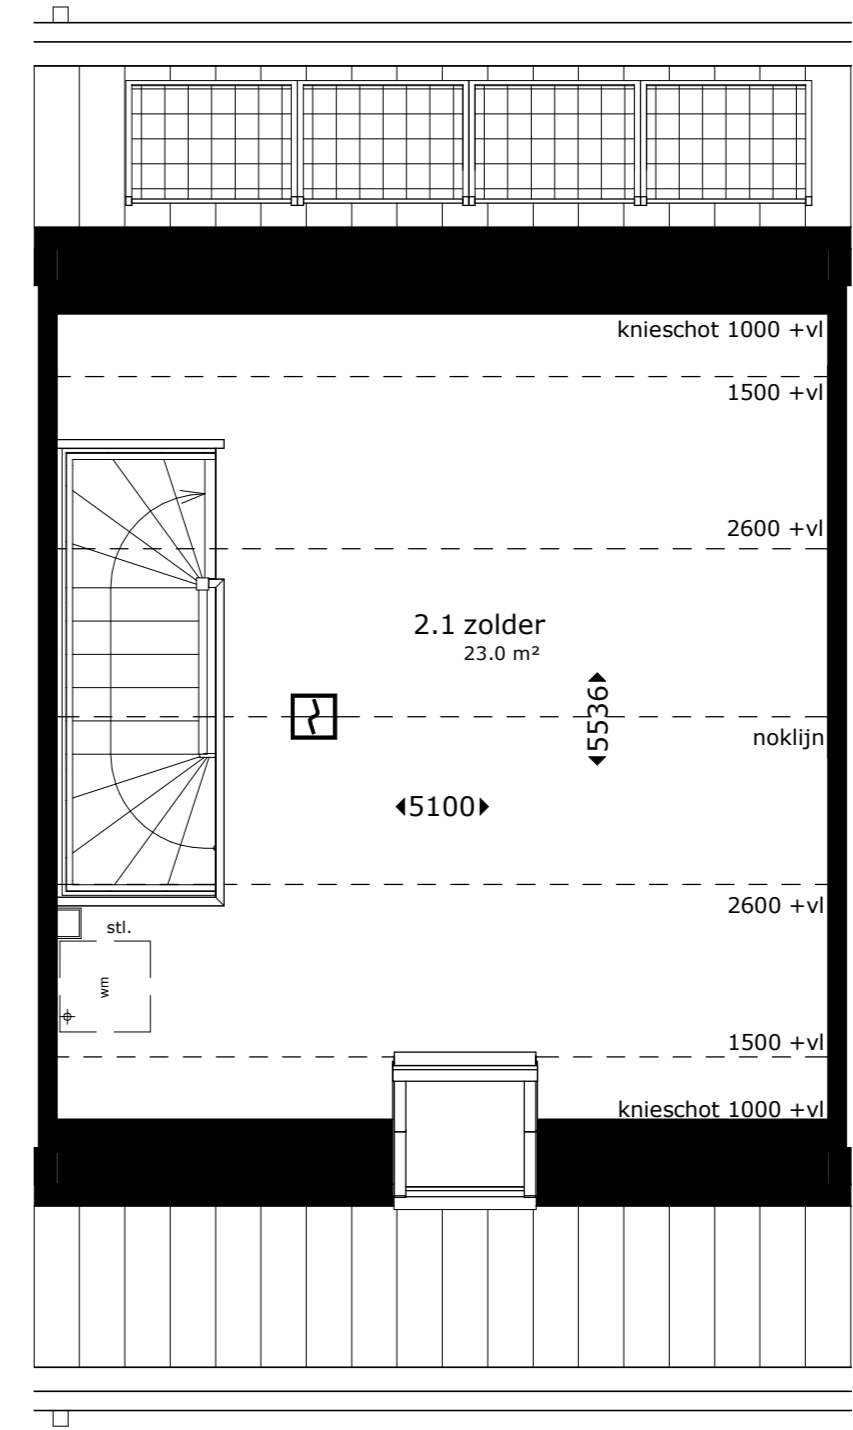 knieschot 1000 +vl
1500 +vl
2600 +vl
2.1 zolder
23.0 m²
5536
noklijn
5100
2600 +vl
stl.
wm
1500 +vl
knieschot 1000 +vl